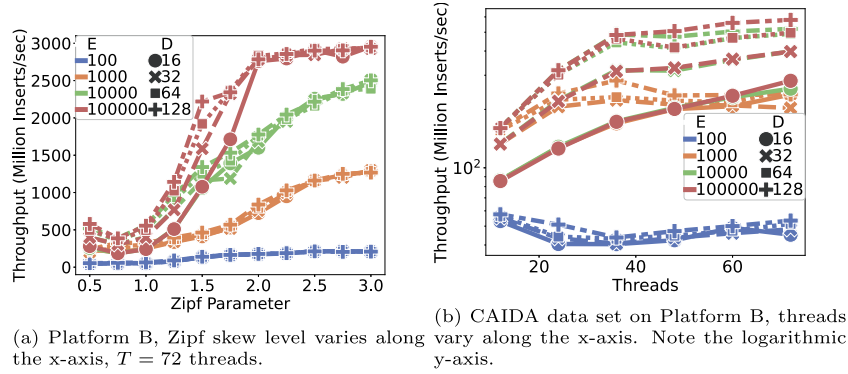 Throughput (Million Inserts/sec)
3000
2500
2000
1500
1000
500
0
E D
100 16
1000 32
10000 64
100000 128
0.5 1.0 1.5 2.0 2.5 3.0
Zipf Parameter
(a) Platform B, Zipf skew level varies along
the x-axis, T = 72 threads.
Throughput (Million Inserts/sec)
10²
E D
100 16
1000 32
10000 64
100000 128
20 40 60
Threads
(b) CAIDA data set on Platform B, threads
vary along the x-axis. Note the logarithmic
y-axis.